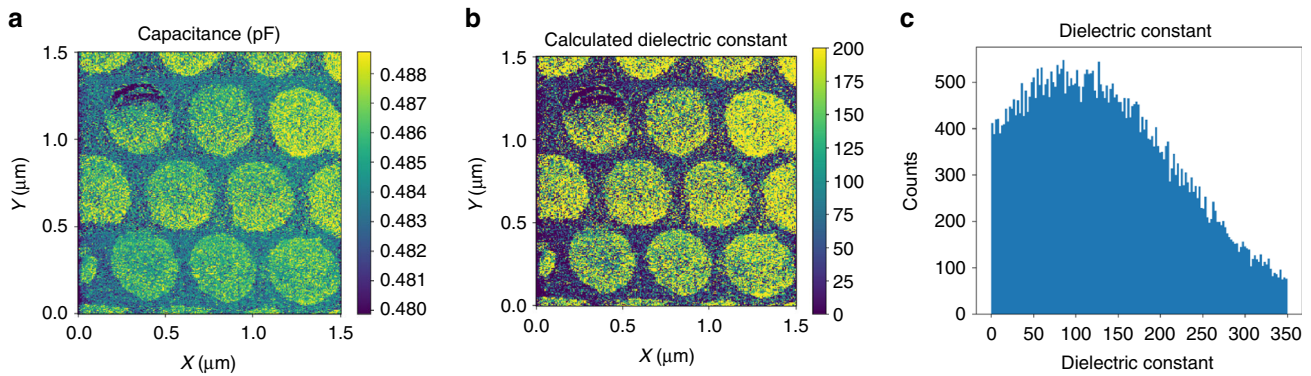 a
Capacitance (pF)
1.5
1.0
0.5
0.0
Y (μm)
0.0 0.5 1.0 1.5
X (μm)
0.488
0.487
0.486
0.485
0.484
0.483
0.482
0.481
0.480
b
Calculated dielectric constant
1.5
1.0
0.5
0.0
Y (μm)
0.0 0.5 1.0 1.5
X (μm)
200
175
150
125
100
75
50
25
0
c
Dielectric constant
500
400
300
200
100
0
Counts
0 50 100 150 200 250 300 350
Dielectric constant